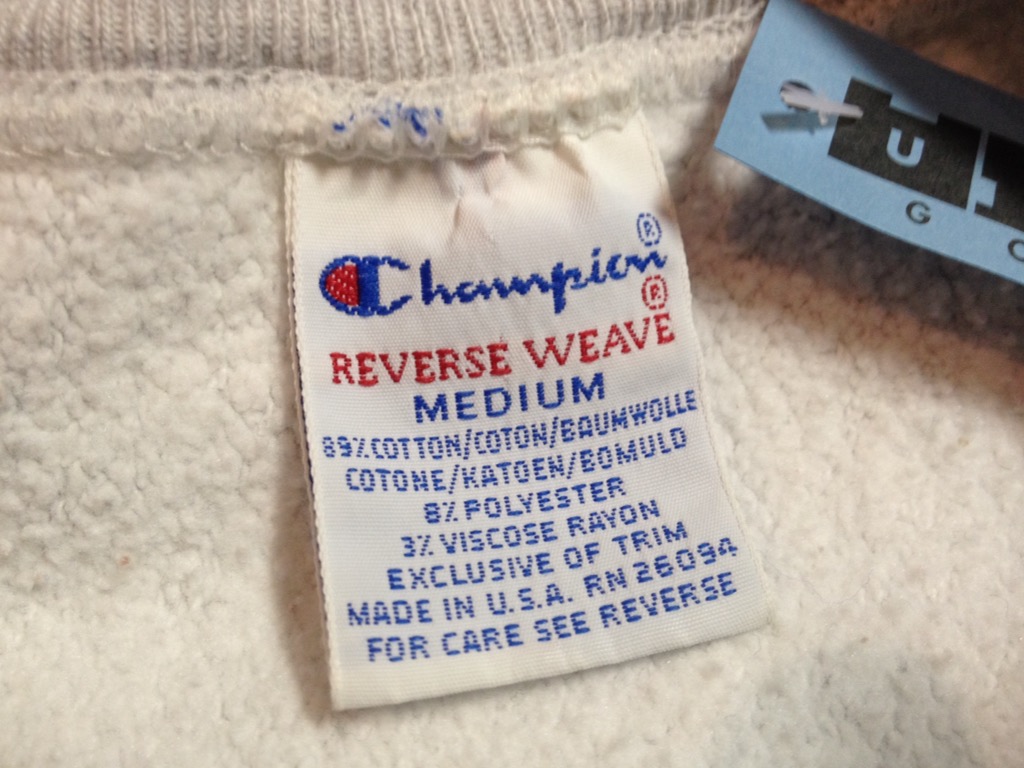 Champion®
REVERSE WEAVE®
MEDIUM
89% COTTON/COTON/BAUMWOLLE
COTONE/KATOEN/BOMULD
8% POLYESTER
3% VISCOSE RAYON
EXCLUSIVE OF TRIM
MADE IN U.S.A. RN 26094
FOR CARE SEE REVERSE
U
G